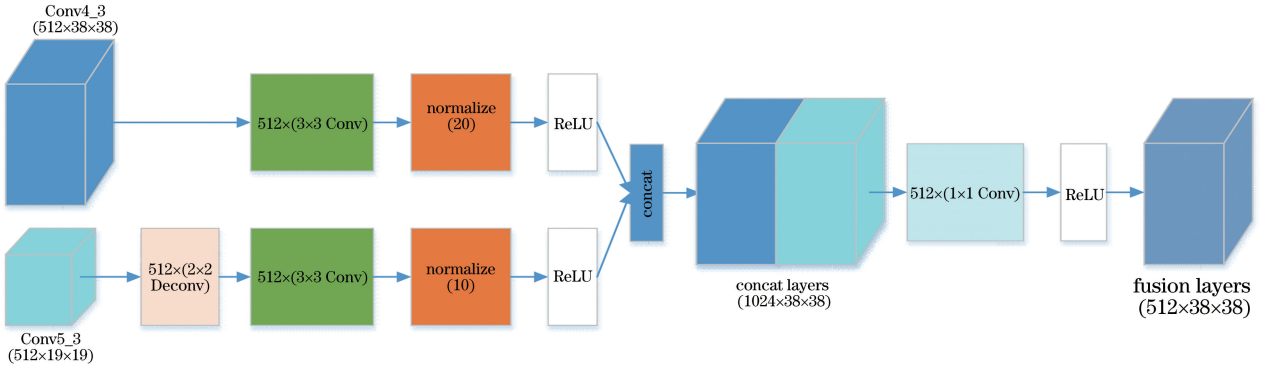 Conv4_3
(512×38×38)
512×(3×3 Conv)
normalize
(20)
ReLU
concat
512×(2×2
Deconv)
512×(3×3 Conv)
normalize
(10)
ReLU
Conv5_3
(512×19×19)
concat layers
(1024×38×38)
512×(1×1 Conv)
ReLU
fusion layers
(512×38×38)